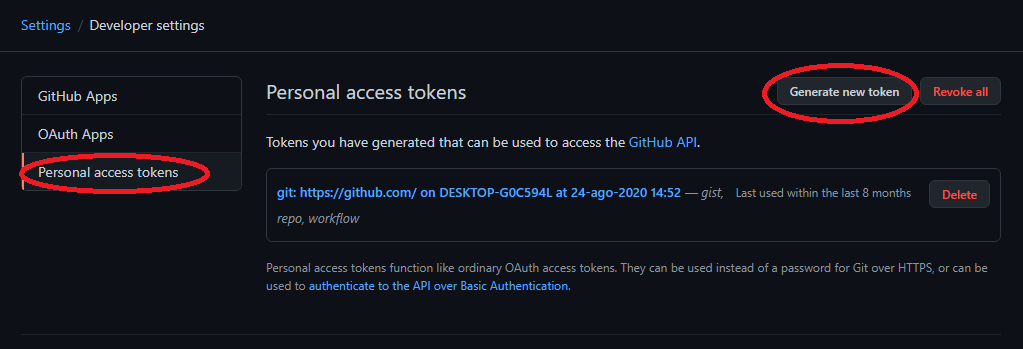 Settings / Developer settings
GitHub Apps
OAuth Apps
Personal access tokens
Personal access tokens
Generate new token
Revoke all
Tokens you have generated that can be used to access the GitHub API.
git: https://github.com/ on DESKTOP-G0C594L at 24-ago-2020 14:52 — gist,
repo, workflow
Last used within the last 8 months
Delete
Personal access tokens function like ordinary OAuth access tokens. They can be used instead of a password for Git over HTTPS, or can be
used to authenticate to the API over Basic Authentication.